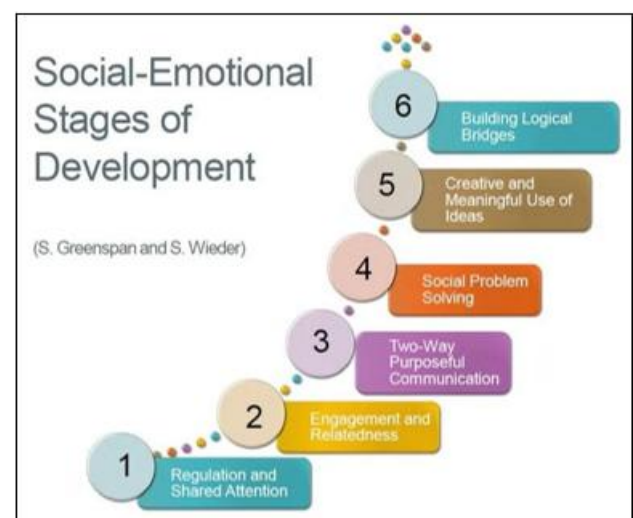 Social-Emotional
Stages of
Development
(S. Greenspan and S. Wieder)
6
Building Logical
Bridges
5
Creative and
Meaningful Use of
Ideas
4
Social Problem
Solving
3
Two-Way
Purposeful
Communication
2
Engagement and
Relatedness
1
Regulation and
Shared Attention